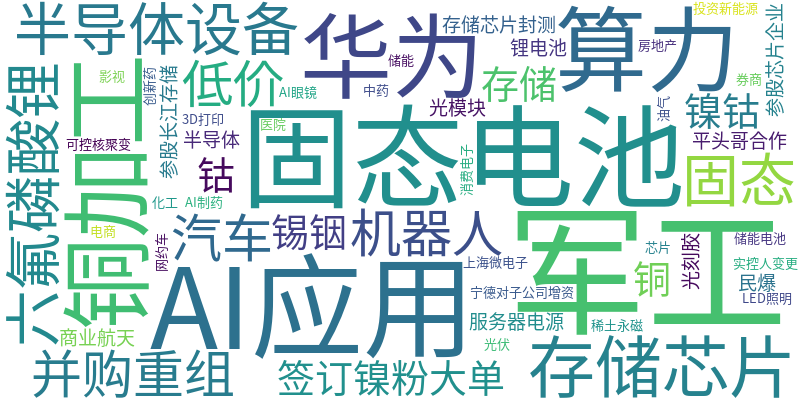 半导体设备
华为
存储芯片封测
算力
投资新能源
参股芯片企业
锂电池
房地产
储能
影视
创新药
参股长江存储
低价
AI眼镜
中药
存储
券商
六氟磷酸锂
铜加工
3D打印
光模块
油气
镍钴
固态电池
可控核聚变
半导体
医院
平头哥合作
钴
消费电子
固态
化工
AI制药
军工
电商
网约车
汽车
锡铟
机器人
储能电池
芯片
光刻胶
AI应用
上海微电子
铜
实控人变更
宁德对子公司增资
民爆
LED照明
商业航天
服务器电源
稀土永磁
光伏
并购重组
签订镍粉大单
存储芯片